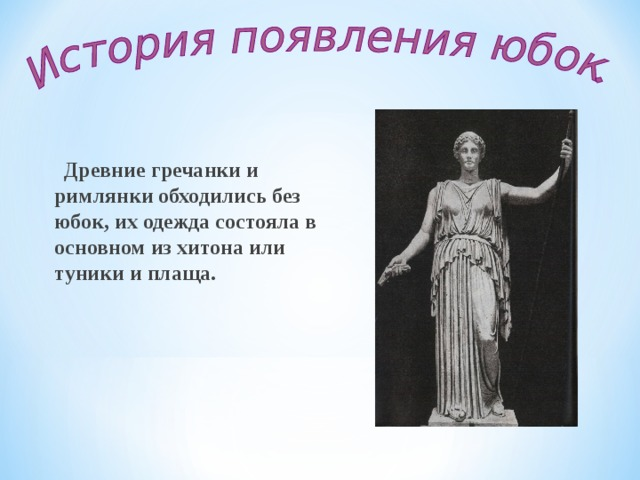 История появления юбок.
Древние гречанки и
римлянки обходились без
юбок, их одежда состояла в
основном из хитона или
туники и плаща.